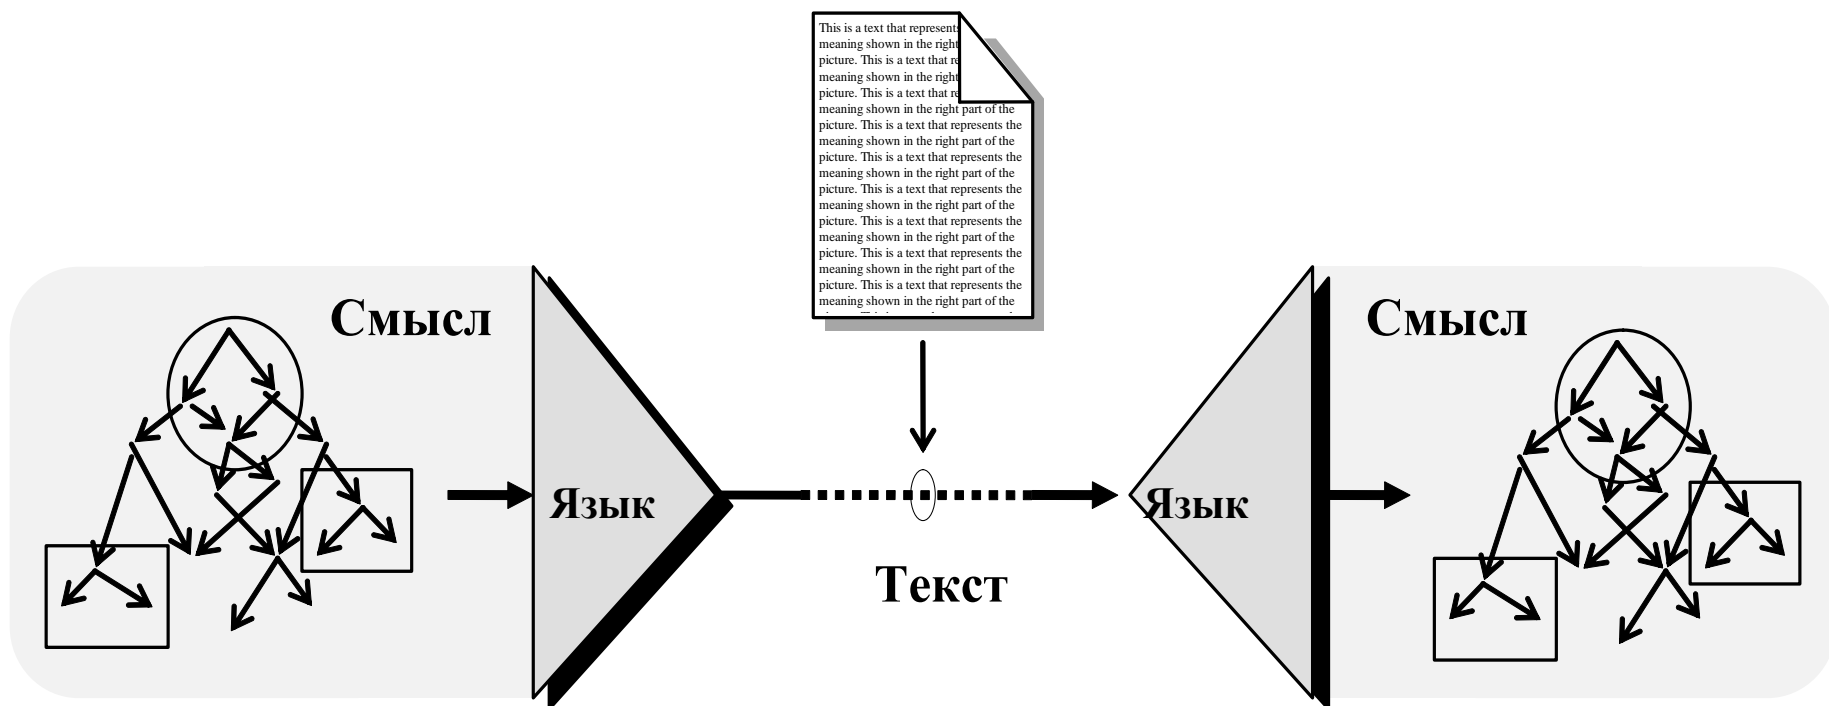 This is a text that represents
meaning shown in the right
picture. This is a text that re
meaning shown in the right
picture. This is a text that re
meaning shown in the right part of the
picture. This is a text that represents the
meaning shown in the right part of the
picture. This is a text that represents the
meaning shown in the right part of the
picture. This is a text that represents the
meaning shown in the right part of the
picture. This is a text that represents the
meaning shown in the right part of the
picture. This is a text that represents the
meaning shown in the right part of the
picture. This is a text that represents the
meaning shown in the right part of the
Смысл
Смысл
Язык
Язык
Текст